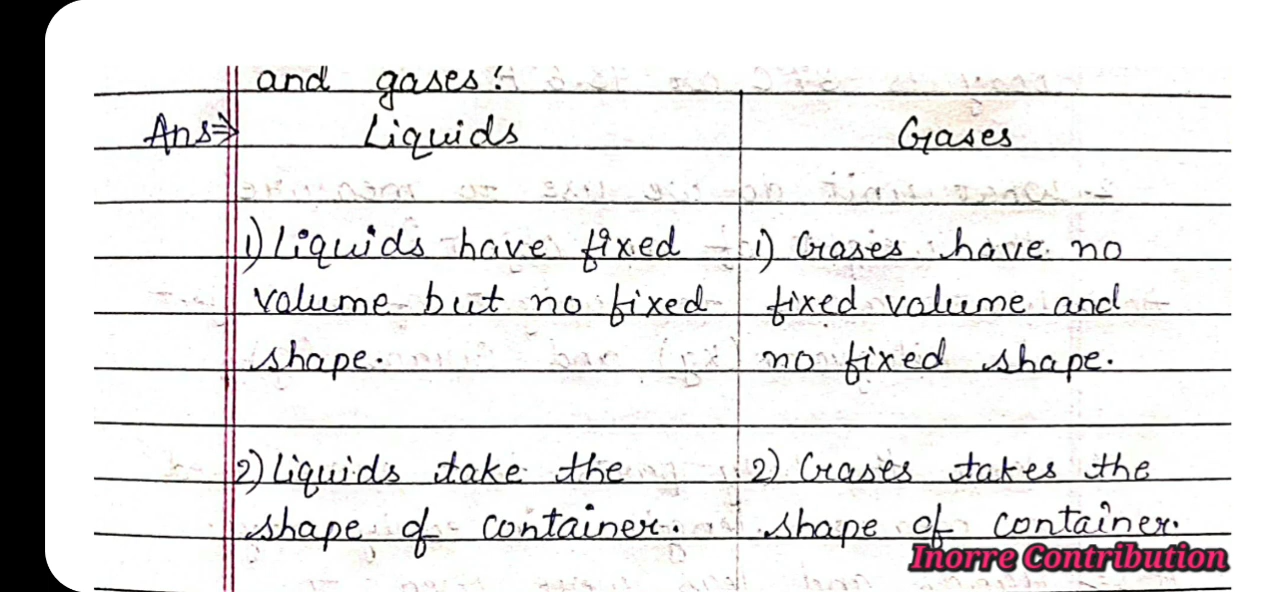 and gases?
Ans⇒ Liquids Gases
1) Liquids have fixed
volume but no fixed
shape.
1) Gases have no
fixed volume and
no fixed shape.
2) Liquids take the
shape of container.
2) Gases takes the
shape of container.
Inorre Contribution